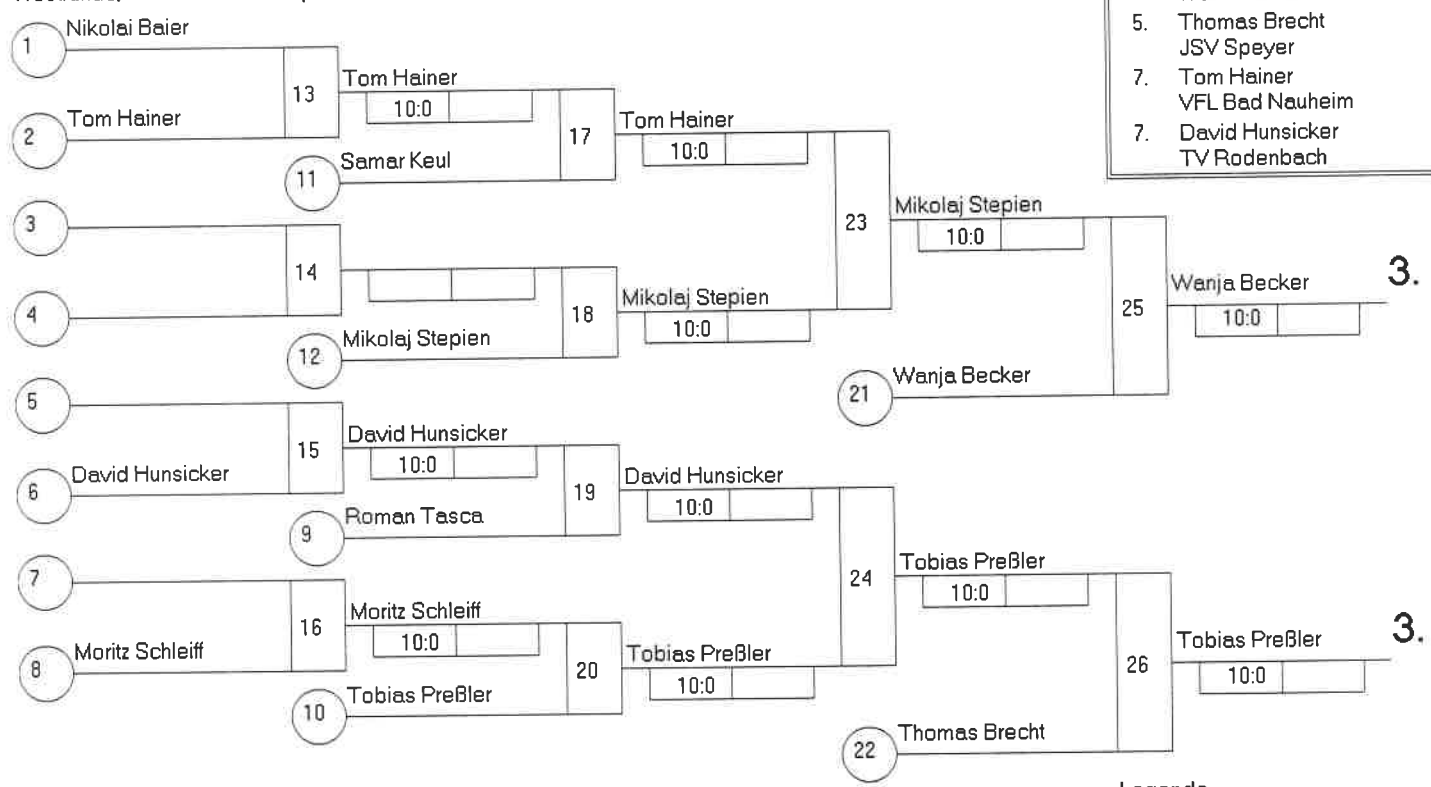 5. Thomas Brecht
JSV Speyer
7. Tom Hainer
VFL Bad Nauheim
7. David Hunsicker
TV Rodenbach
1 Nikolai Baier
2 Tom Hainer
13
Tom Hainer
10:0
11 Samar Keul
17
Tom Hainer
10:0
3
4
14
12 Mikolaj Stepien
18
Mikolaj Stepien
10:0
23
Mikolaj Stepien
10:0
21 Wanja Becker
25
Wanja Becker
10:0
3.
5
6 David Hunsicker
15
David Hunsicker
10:0
9 Roman Tasca
19
David Hunsicker
10:0
7
8 Moritz Schleiff
16
Moritz Schleiff
10:0
10 Tobias Preßler
20
Tobias Preßler
10:0
24
Tobias Preßler
10:0
22 Thomas Brecht
26
Tobias Preßler
10:0
3.